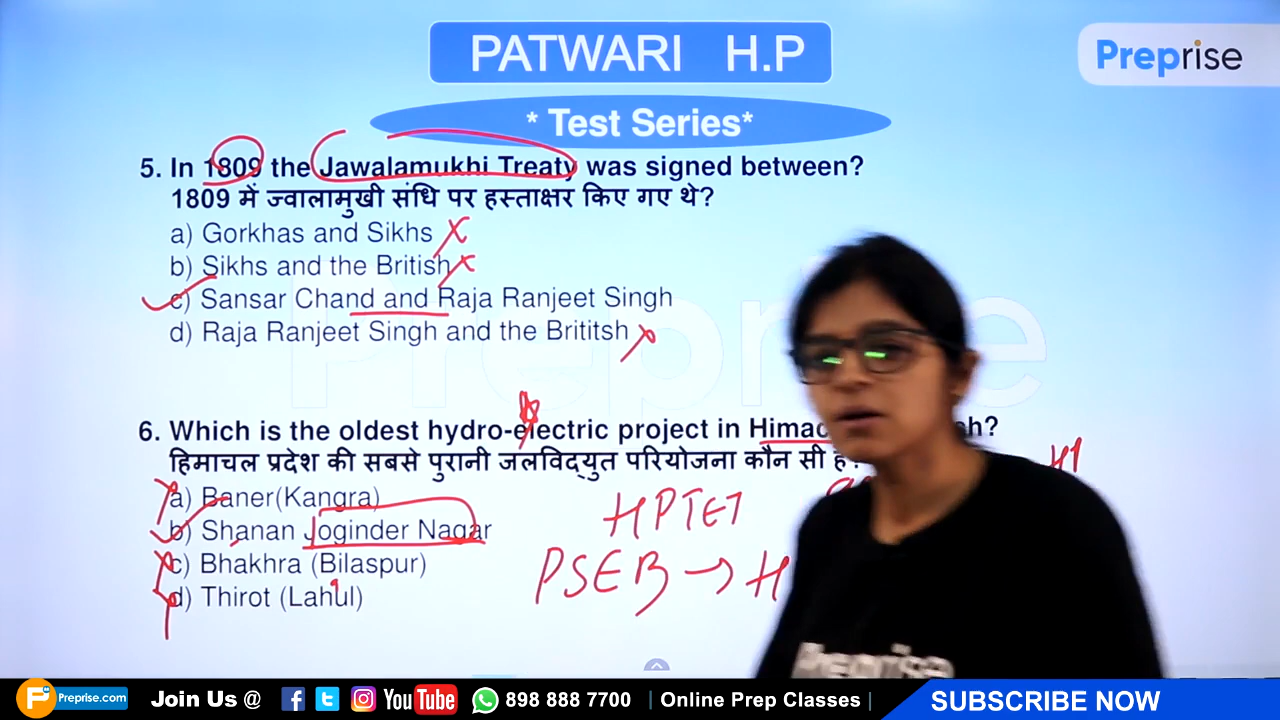 PATWARI H.P
Preprise
* Test Series*
5. In 1809 the Jawalamukhi Treaty was signed between?
1809 में ज्वालामुखी संधि पर हस्ताक्षर किए गए थे?
a) Gorkhas and Sikhs
b) Sikhs and the British
c) Sansar Chand and Raja Ranjeet Singh
d) Raja Ranjeet Singh and the Brititsh
6. Which is the oldest hydro-electric project in
हिमाचल प्रदेश की सबसे पुरानी जलविद्युत परियोजना कौन सी है?
a) Baner(Kangra)
b) Shanan Joginder Nagar
c) Bhakhra (Bilaspur)
d) Thirot (Lahul)
HPTET
PSEB → H
Preprise
Preprise.com
Join Us @
You Tube
898 888 7700
Online Prep Classes
SUBSCRIBE NOW